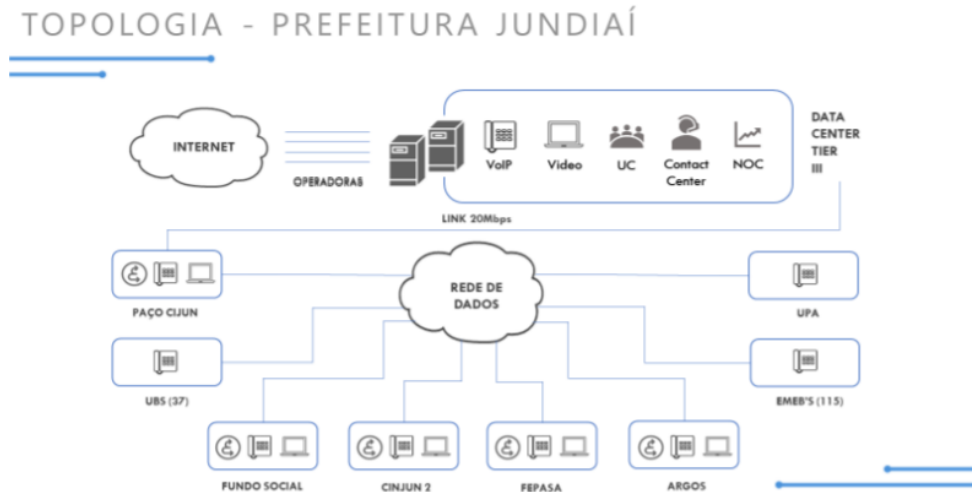 TOPOLOGIA - PREFEITURA JUNDIAÍ
INTERNET
OPERADORAS
VoIP
Video
UC
Contact
Center
NOC
DATA
CENTER
TIER
III
LINK 20Mbps
PAÇO CIJUN
REDE DE
DADOS
UPA
UBS (37)
EMEB'S (115)
FUNDO SOCIAL
CINJUN 2
FEPASA
ARGOS